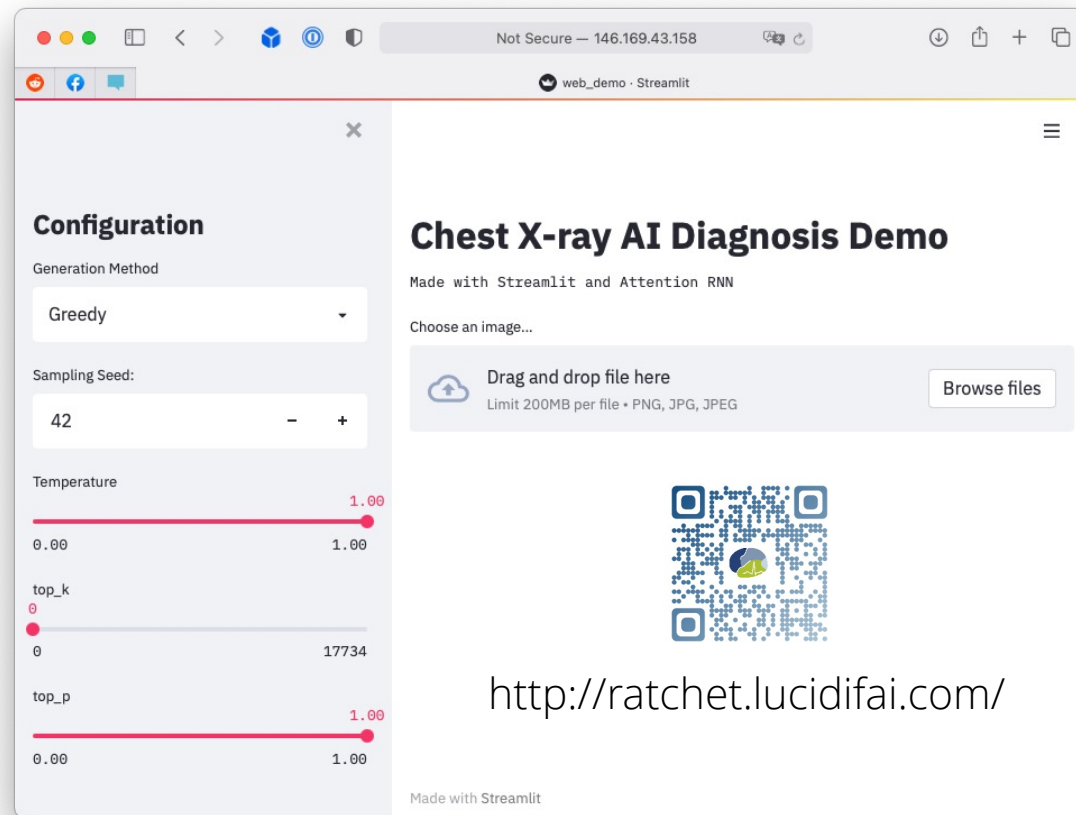 Not Secure — 146.169.43.158
web_demo · Streamlit
Configuration
Generation Method
Greedy
Sampling Seed:
42
Temperature
1.00
0.00 1.00
top_k
0
0 17734
top_p
1.00
0.00 1.00
Chest X-ray AI Diagnosis Demo
Made with Streamlit and Attention RNN
Choose an image...
Drag and drop file here
Limit 200MB per file • PNG, JPG, JPEG
Browse files
http://ratchet.lucidifai.com/
Made with Streamlit